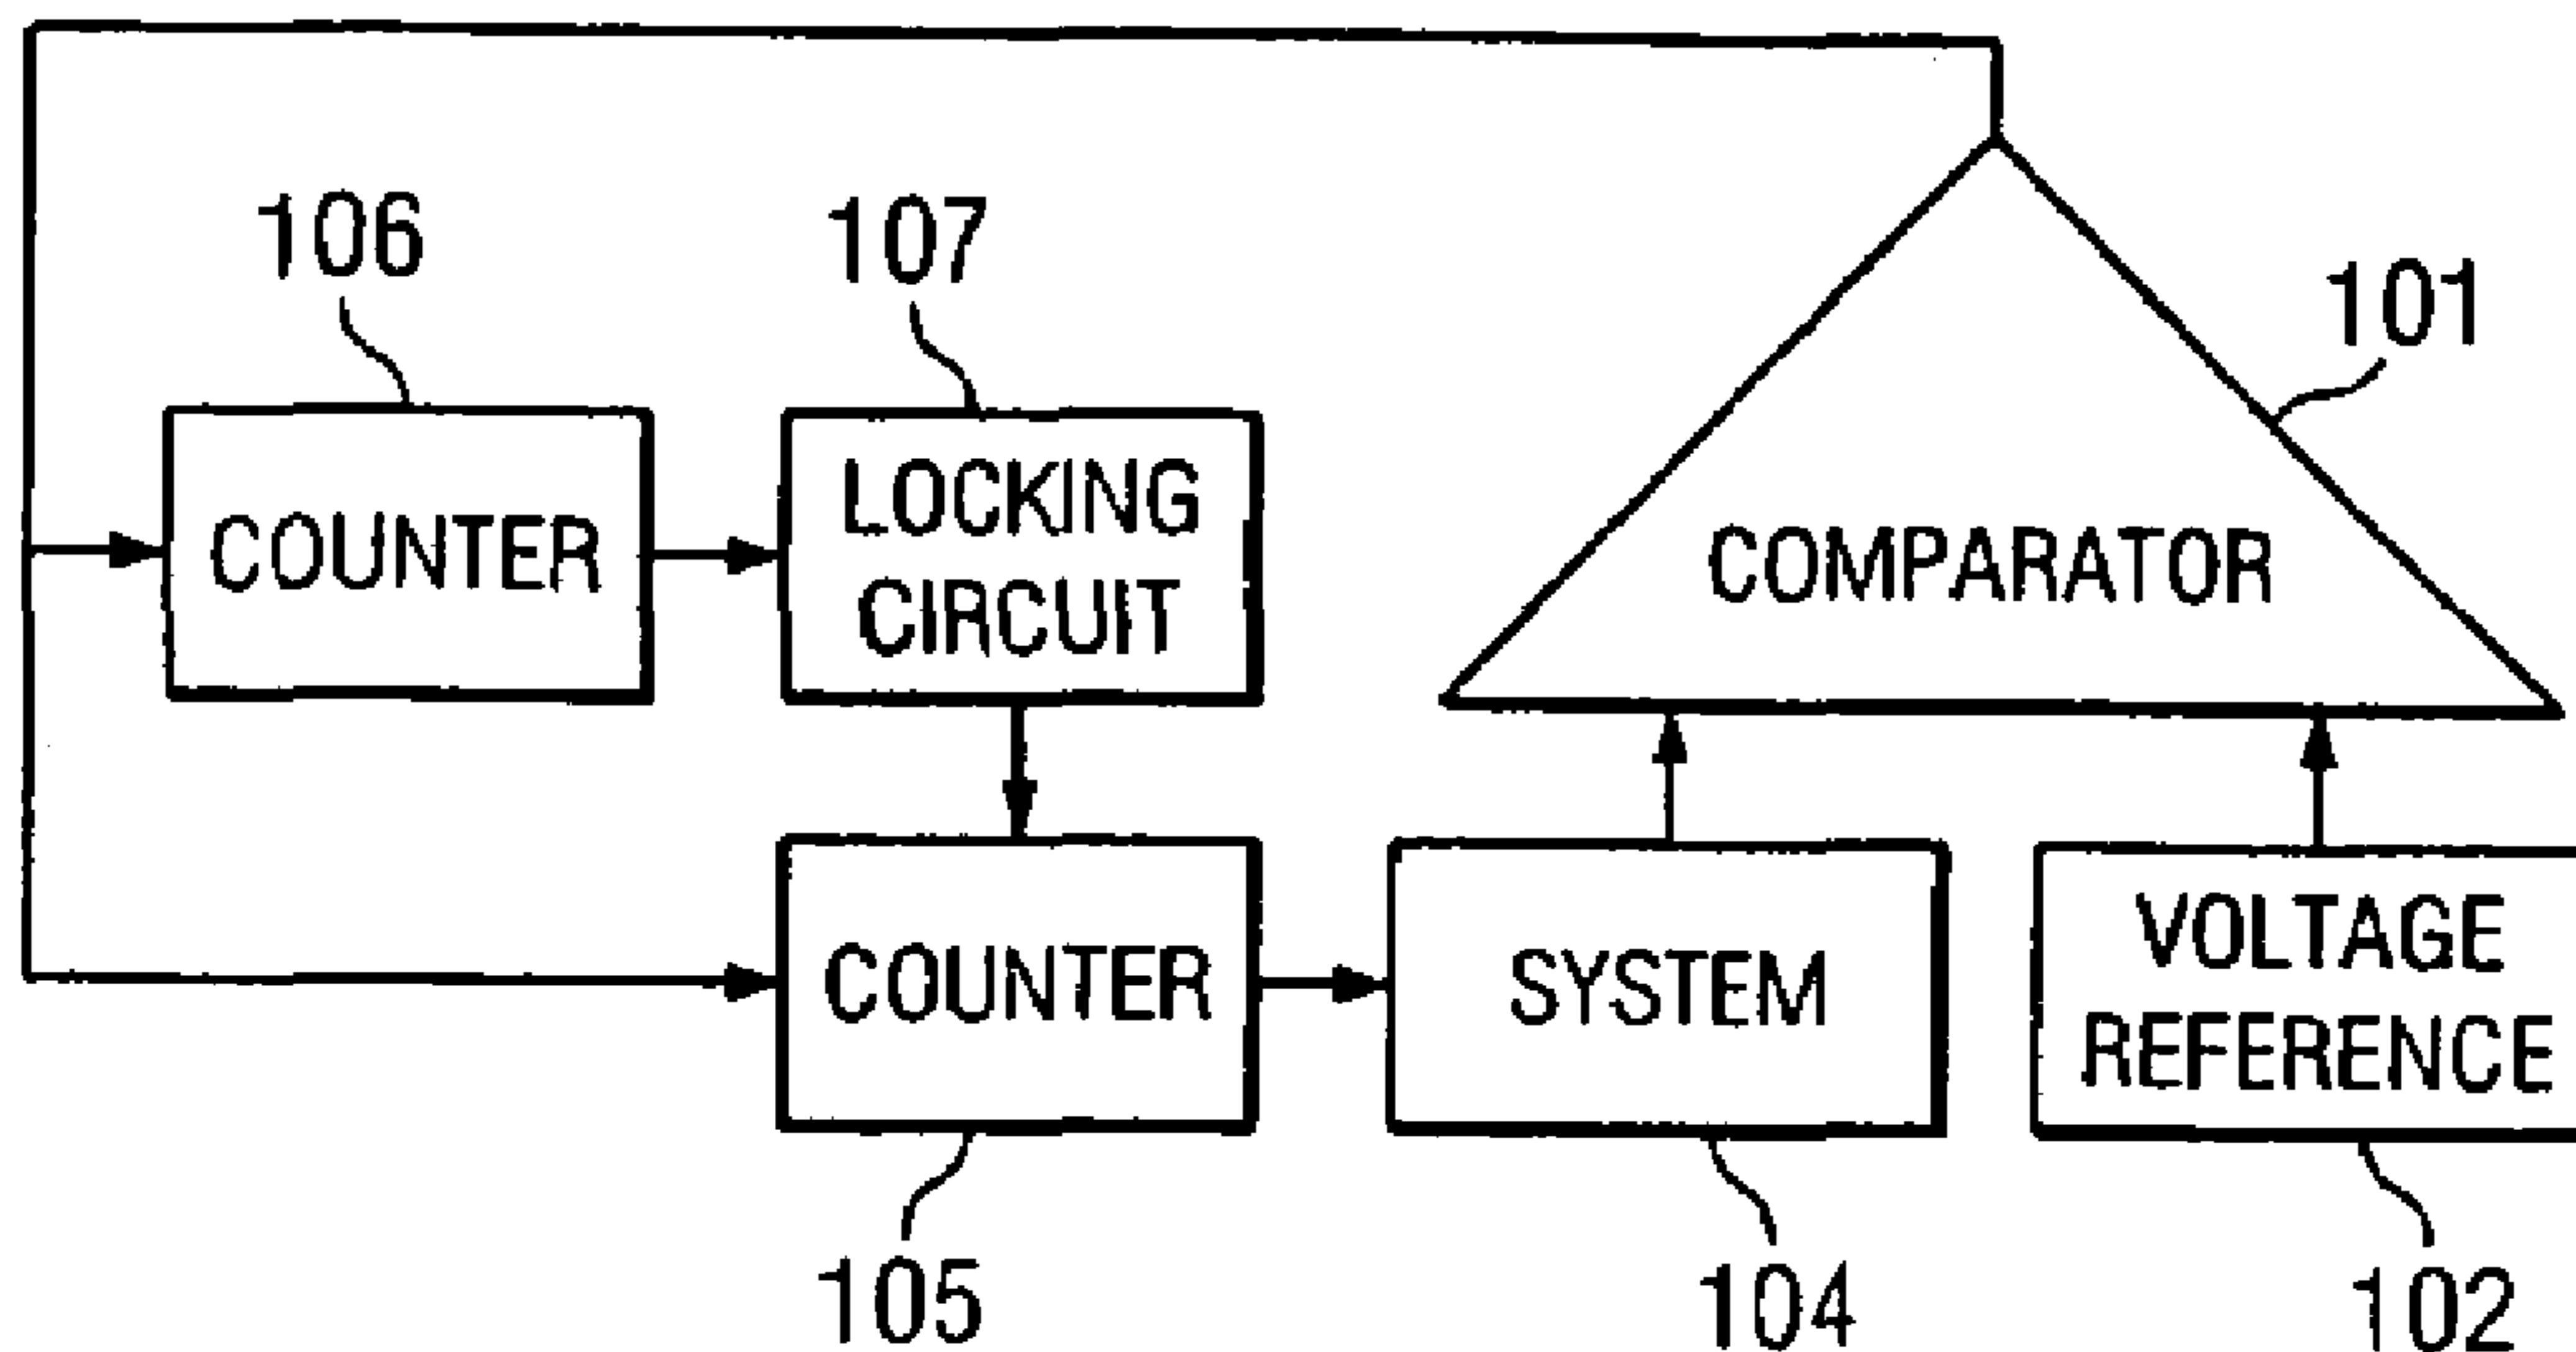 106
107
101
COUNTER
LOCKING
CIRCUIT
COMPARATOR
COUNTER
SYSTEM
VOLTAGE
REFERENCE
105
104
102